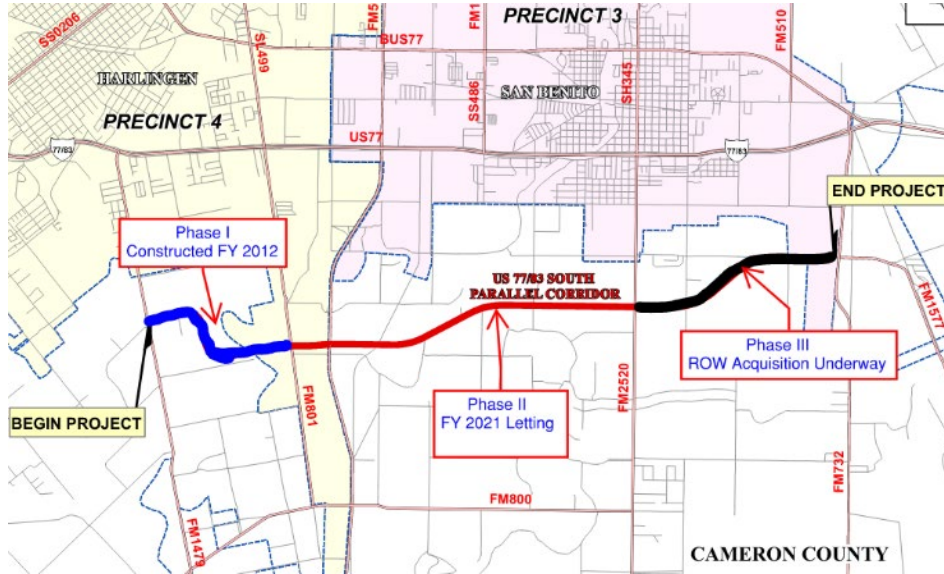 PRECINCT 3
SS0206
SL499
FM5
FM1
FM510
BUS77
HARLINGEN
SS486
SAN BENITO
SH345
PRECINCT 4
US77
77/83
77/83
END PROJECT
Phase I
Constructed FY 2012
US 77/83 SOUTH
PARALLEL CORRIDOR
FM1577
Phase III
ROW Acquisition Underway
BEGIN PROJECT
FM801
Phase II
FY 2021 Letting
FM2520
FM732
FM800
FM1479
CAMERON COUNTY